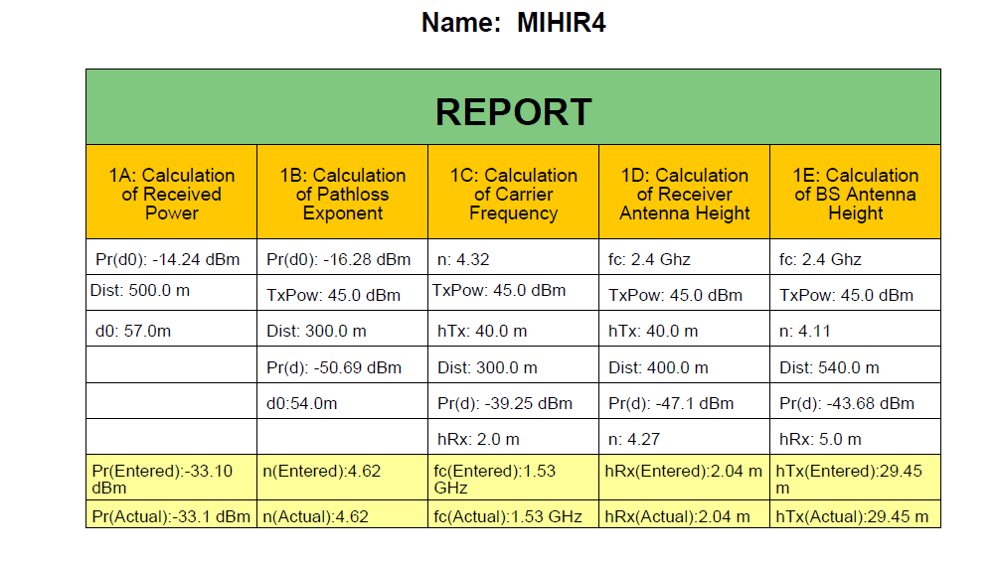 Name: MIHIR4
REPORT
1A: Calculation
of Received
Power
1B: Calculation
of Pathloss
Exponent
1C: Calculation
of Carrier
Frequency
1D: Calculation
of Receiver
Antenna Height
1E: Calculation
of BS Antenna
Height
Pr(d0): -14.24 dBm
Pr(d0): -16.28 dBm
n: 4.32
fc: 2.4 Ghz
fc: 2.4 Ghz
Dist: 500.0 m
TxPow: 45.0 dBm
TxPow: 45.0 dBm
TxPow: 45.0 dBm
TxPow: 45.0 dBm
d0: 57.0m
Dist: 300.0 m
hTx: 40.0 m
hTx: 40.0 m
n: 4.11
Pr(d): -50.69 dBm
Dist: 300.0 m
Dist: 400.0 m
Dist: 540.0 m
d0:54.0m
Pr(d): -39.25 dBm
Pr(d): -47.1 dBm
Pr(d): -43.68 dBm
hRx: 2.0 m
n: 4.27
hRx: 5.0 m
Pr(Entered):-33.10
dBm
n(Entered):4.62
fc(Entered):1.53
GHz
hRx(Entered):2.04 m
hTx(Entered):29.45
m
Pr(Actual):-33.1 dBm
n(Actual):4.62
fc(Actual):1.53 GHz
hRx(Actual):2.04 m
hTx(Actual):29.45 m